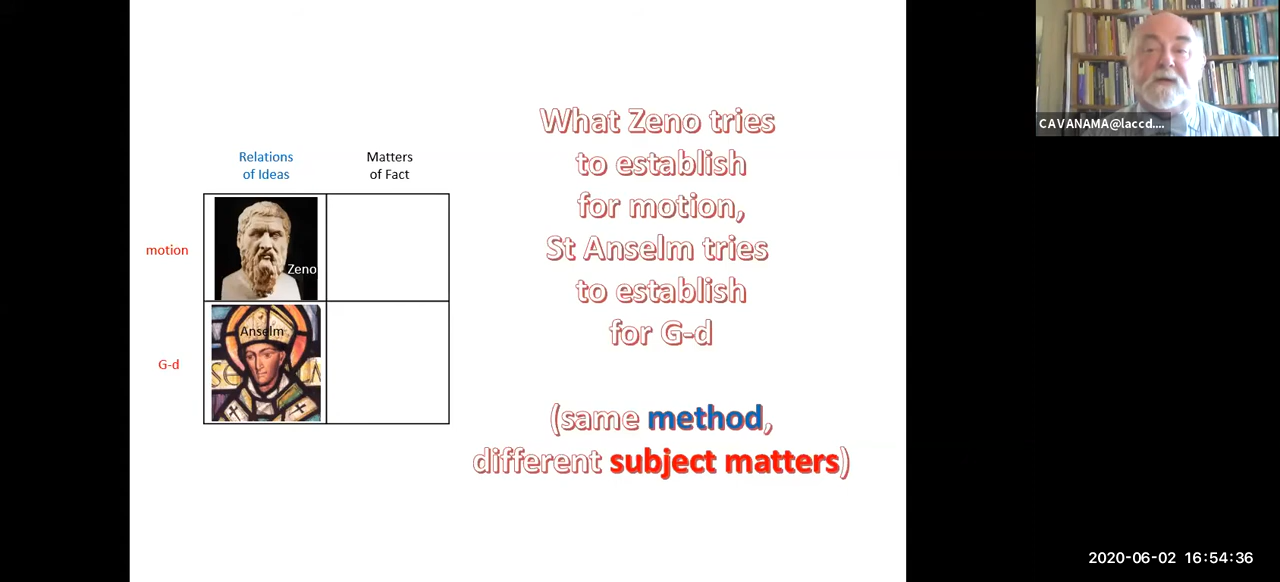 CAVANAMA@laccd....
What Zeno tries
to establish
for motion,
St Anselm tries
to establish
for G-d
(same method,
different subject matters)
Relations
of Ideas
Matters
of Fact
motion
Zeno
Anselm
G-d
2020-06-02 16:54:36